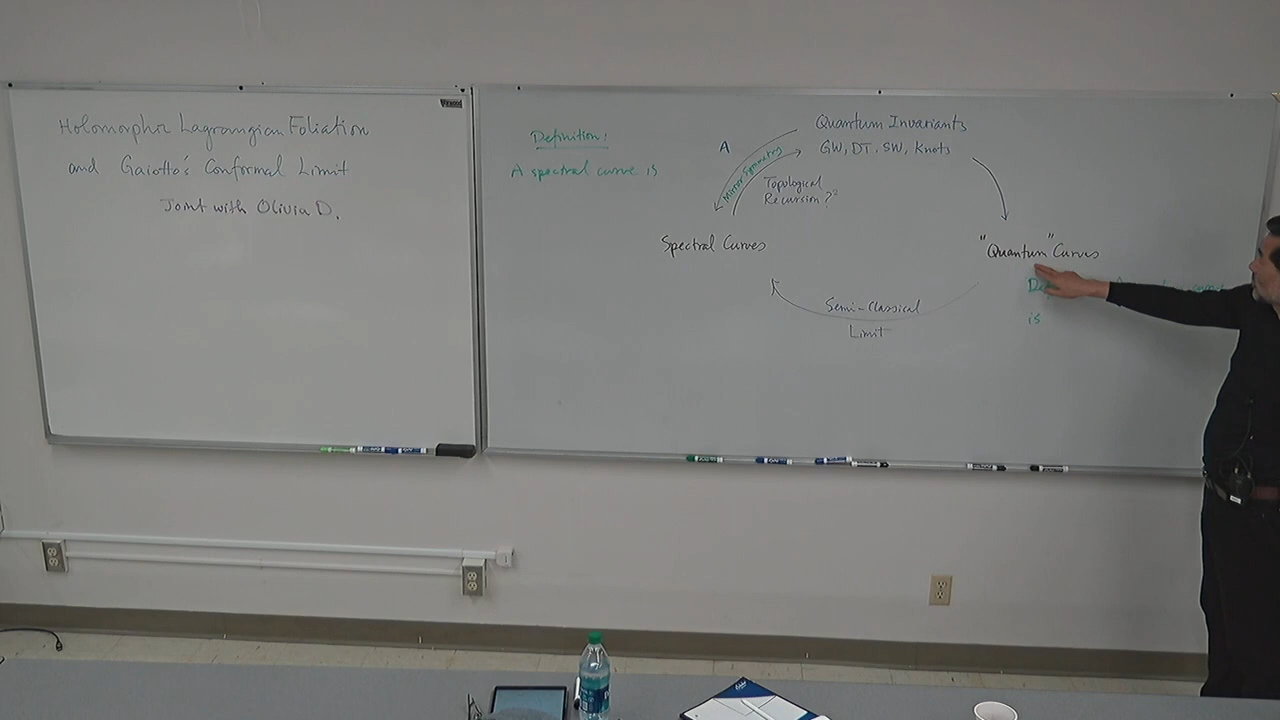 Holomorphic Lagrangian Foliation
and Gaiotto's Conformal Limit
Joint with Olivia D.
Definition:
A spectral curve is
A
Mirror Symmetry
Quantum Invariants
GW, DT, SW, Knots
Topological
Recursion?²
Spectral Curves
"Quantum" Curves
is
Semi-Classical
Limit